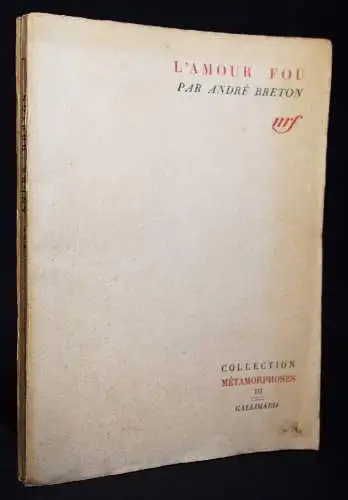 L'AMOUR FOU
PAR ANDRÉ BRETON
nrf
COLLECTION
MÉTAMORPHOSES
III
GALLIMARD